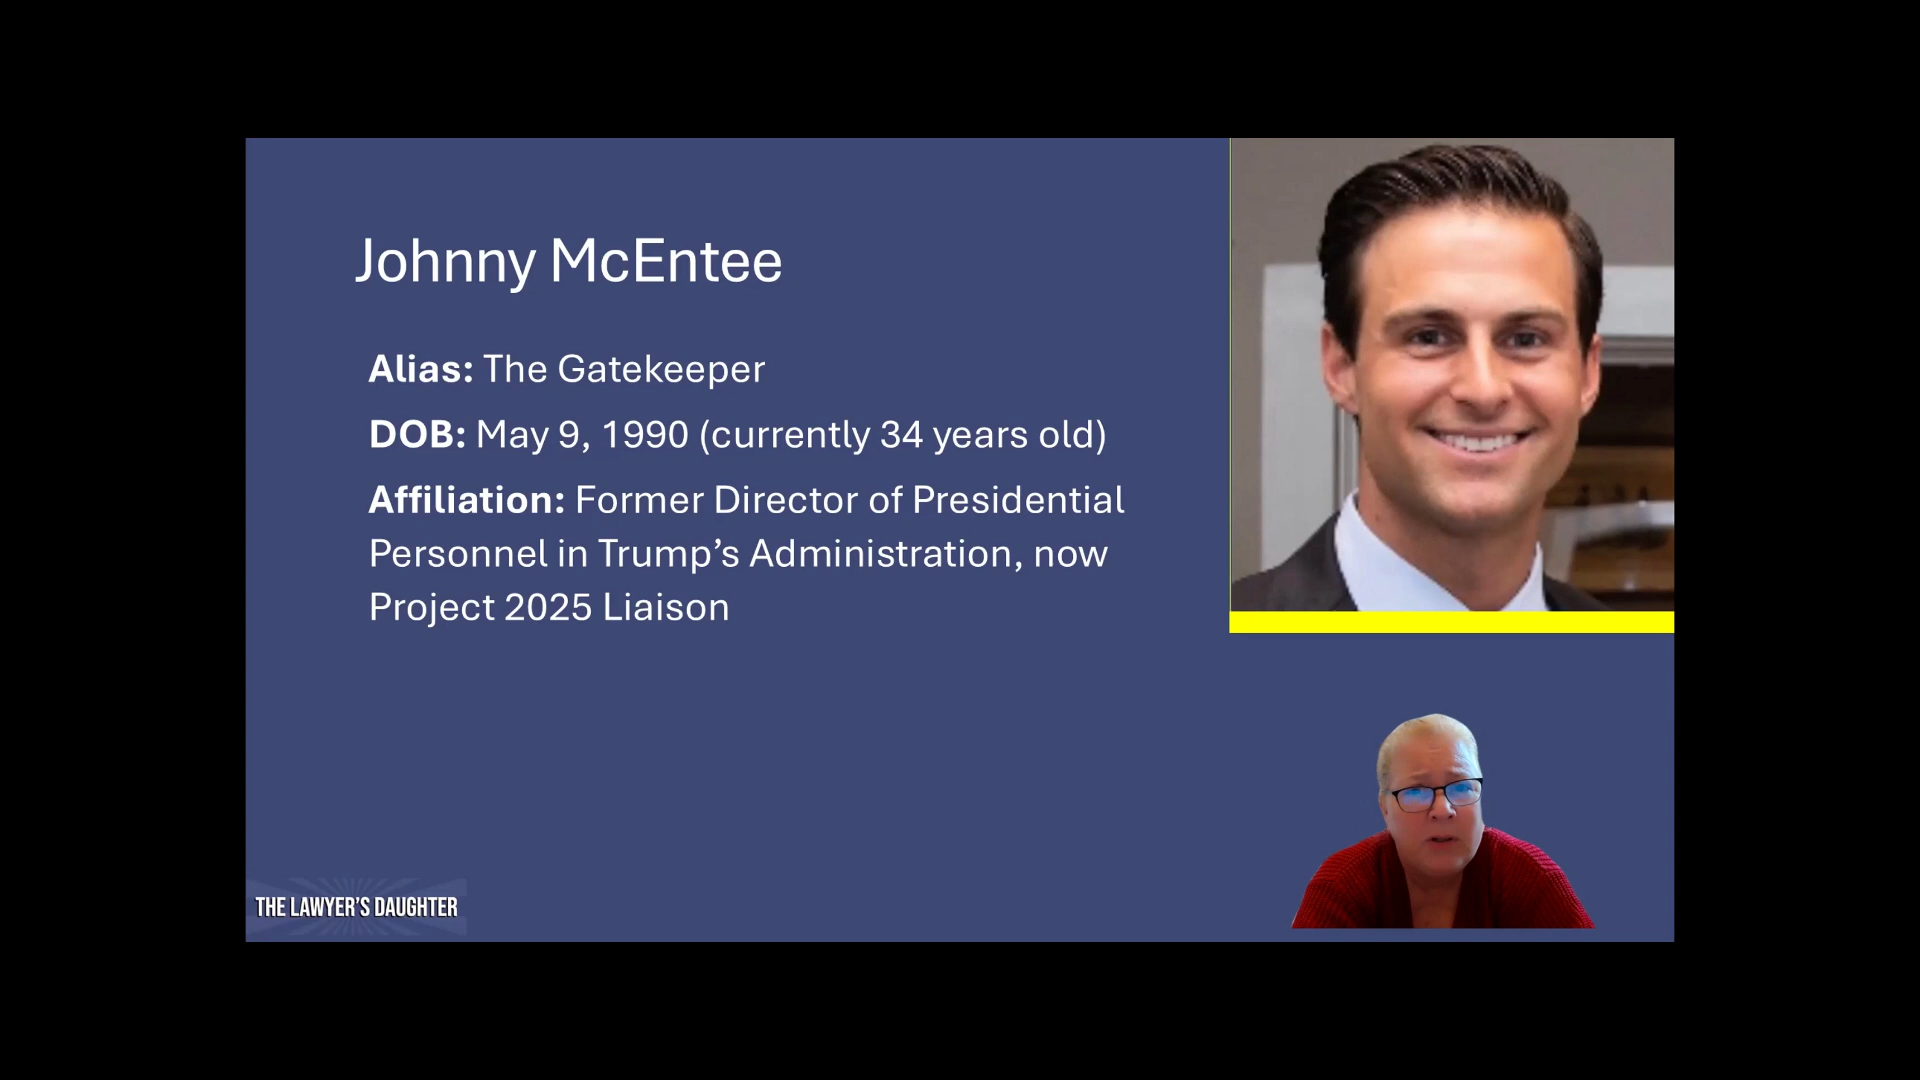 Johnny McEntee
Alias: The Gatekeeper
DOB: May 9, 1990 (currently 34 years old)
Affiliation: Former Director of Presidential
Personnel in Trump’s Administration, now
Project 2025 Liaison
THE LAWYER'S DAUGHTER